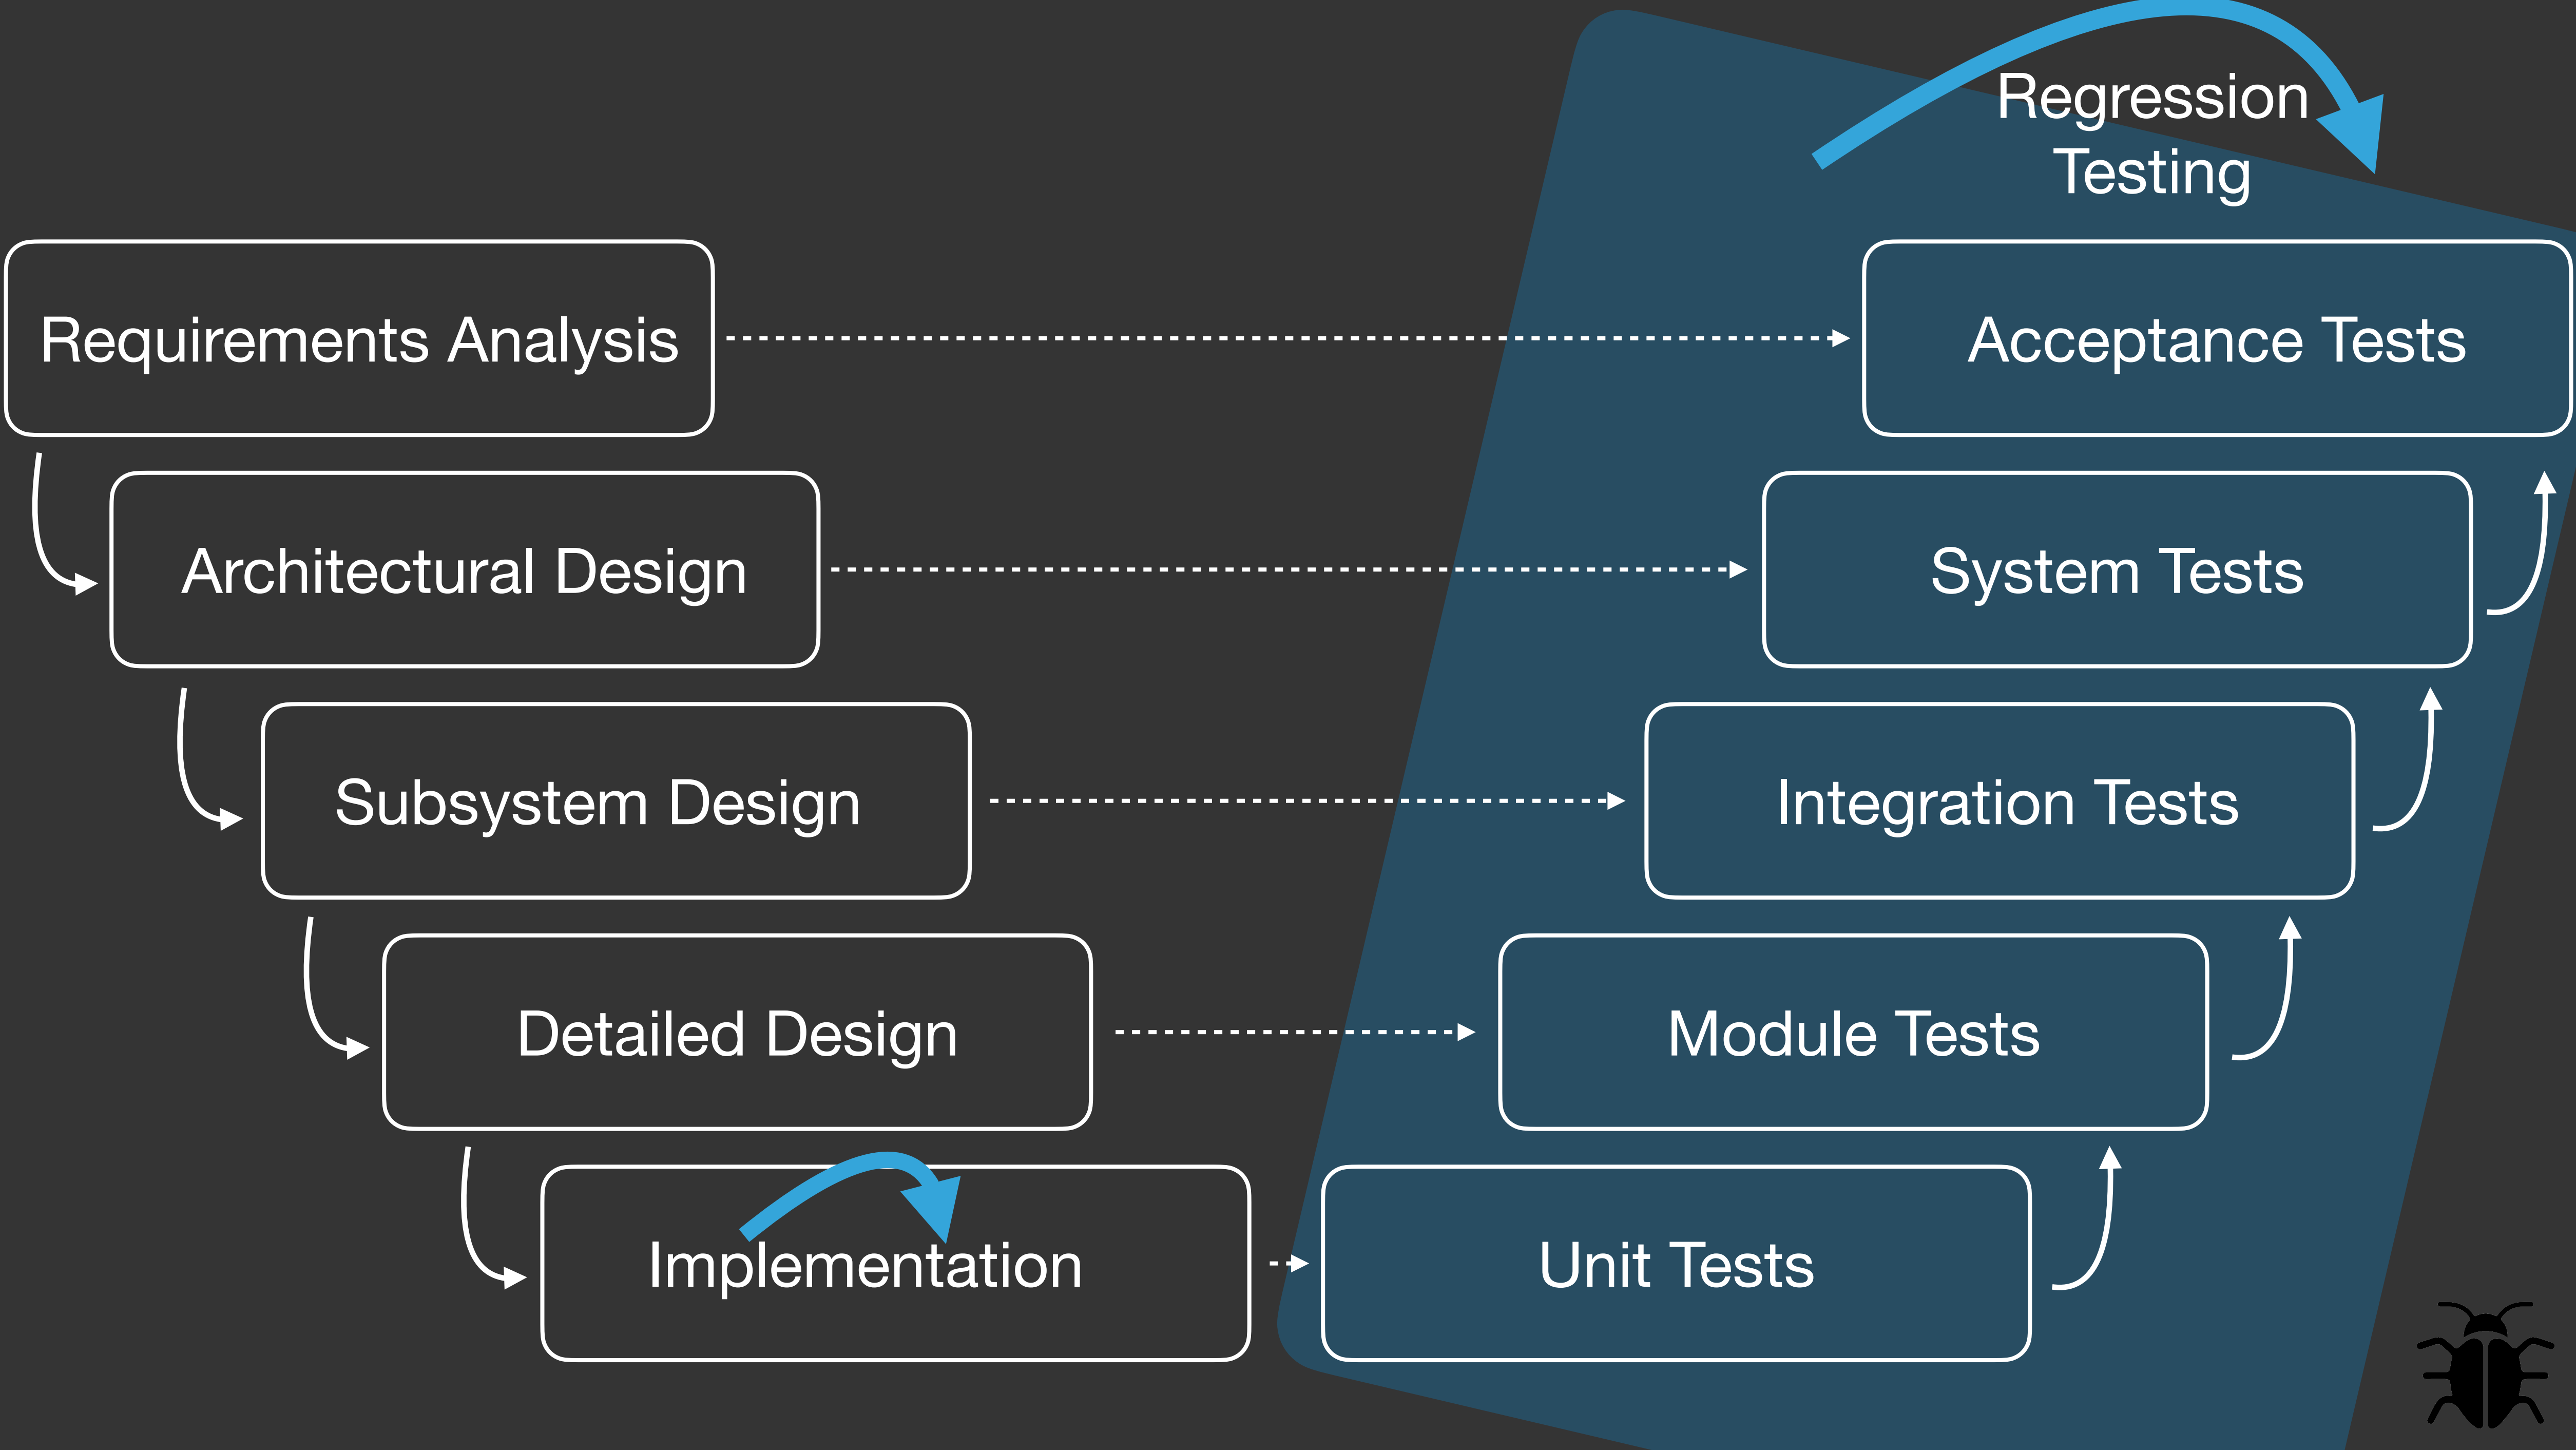 Regression
Testing
Requirements Analysis
Acceptance Tests
Architectural Design
System Tests
Subsystem Design
Integration Tests
Detailed Design
Module Tests
Implementation
Unit Tests